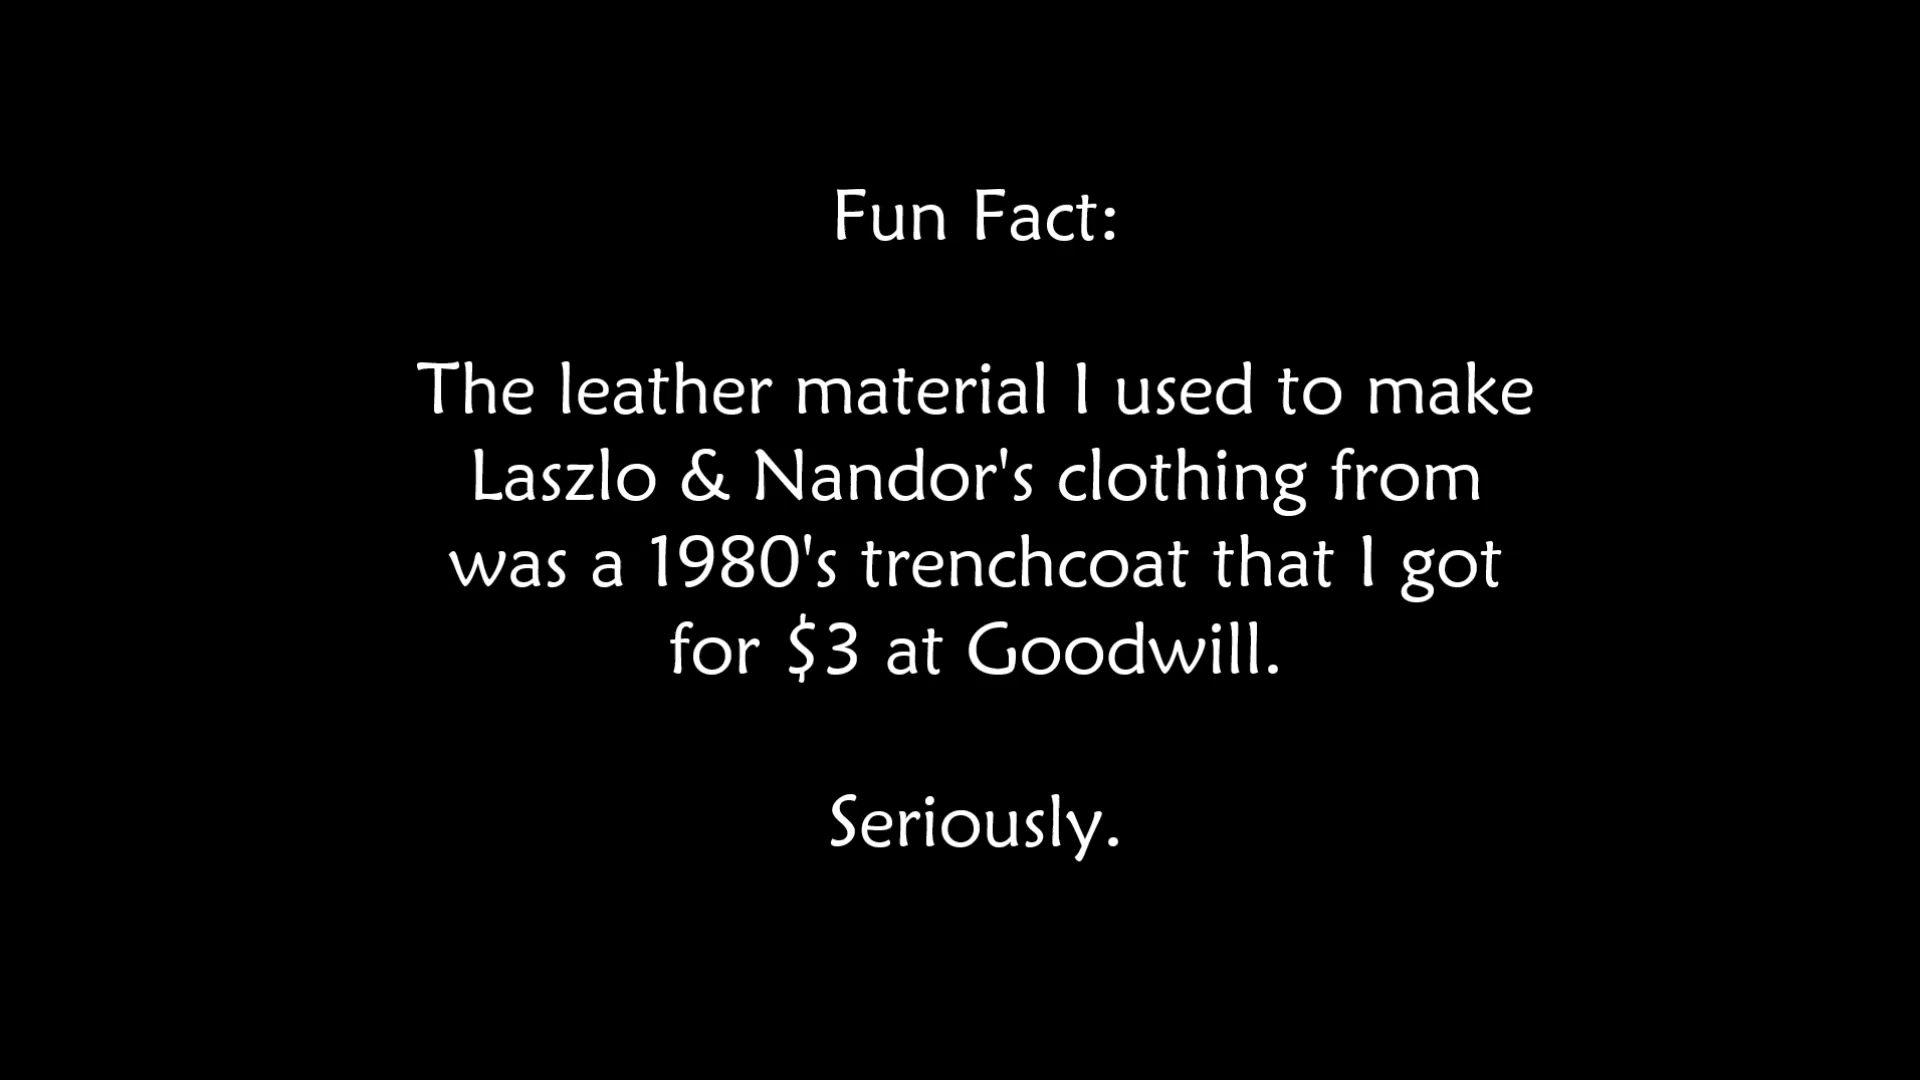 Fun Fact:
The leather material I used to make
Laszlo & Nandor's clothing from
was a 1980's trenchcoat that I got
for $3 at Goodwill.
Seriously.